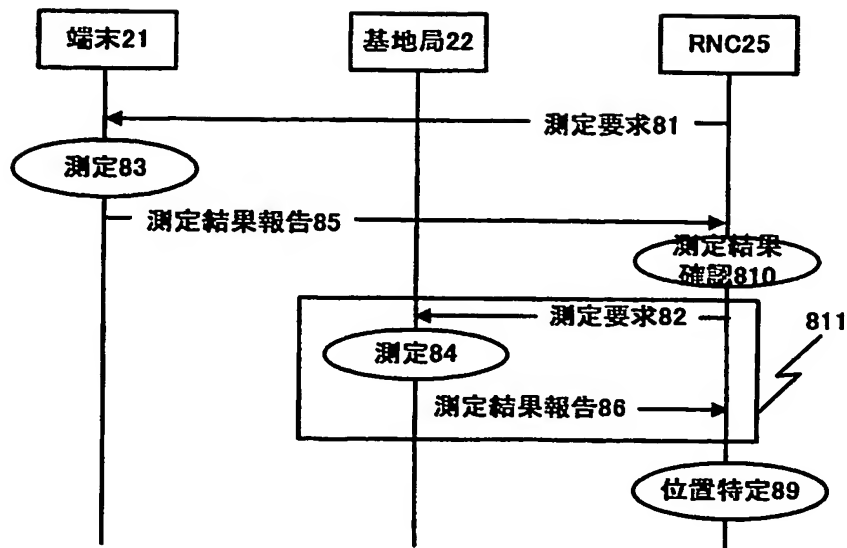 端末21
基地局22
RNC25
測定要求81
測定83
測定結果報告85
測定結果
確認810
測定要求82
811
測定84
測定結果報告86
位置特定89